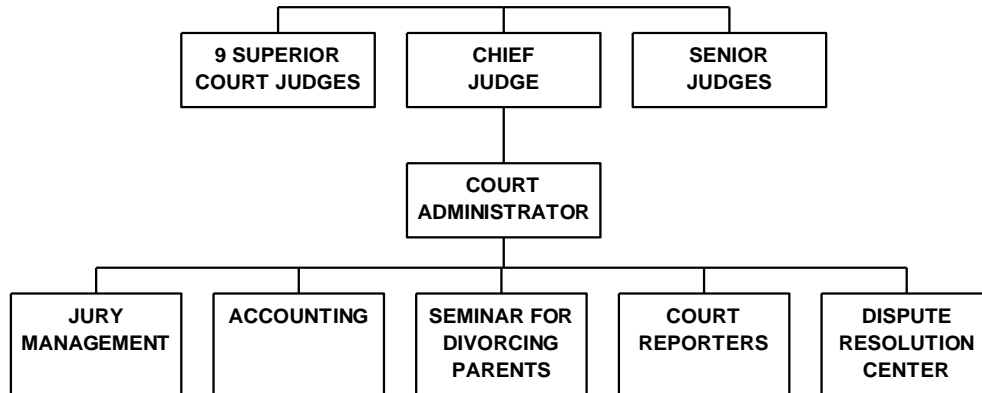 9 SUPERIOR
COURT JUDGES
CHIEF
JUDGE
SENIOR
JUDGES
COURT
ADMINISTRATOR
JURY
MANAGEMENT
ACCOUNTING
SEMINAR FOR
DIVORCING
PARENTS
COURT
REPORTERS
DISPUTE
RESOLUTION
CENTER